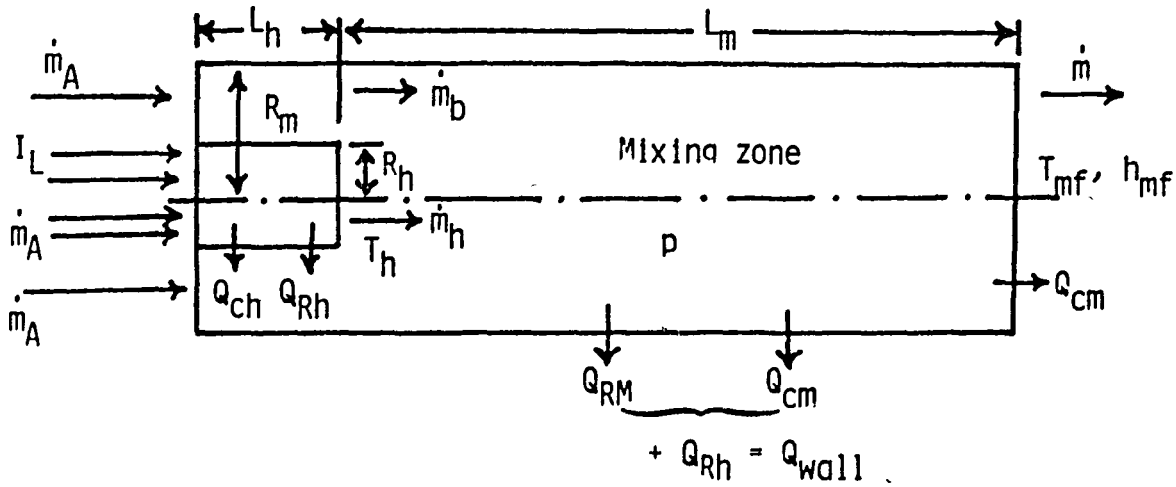 L_h
L_m
ṁ_A
ṁ_b
ṁ
R_m
I_L
Mixing zone
R_h
T_mf, h_mf
ṁ_A
ṁ_h
T_h
p
Q_ch Q_Rh
Q_cm
ṁ_A
Q_RM
Q_cm
+ Q_Rh = Q_wall